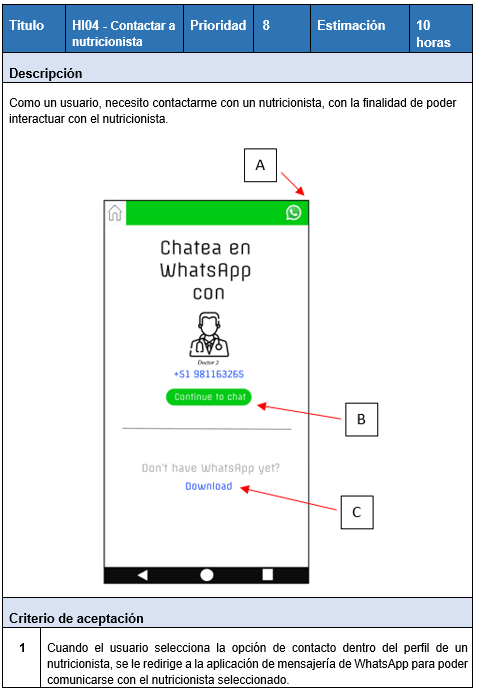 Titulo
HI04 - Contactar a
nutricionista
Prioridad
8
Estimación
10
horas
Descripción
Como un usuario, necesito contactarme con un nutricionista, con la finalidad de poder
interactuar con el nutricionista.
A
Chatea en
WhatsApp
con
Doctor 2
+51 981163265
Continue to chat
B
Don't have WhatsApp yet?
Download
C
Criterio de aceptación
1
Cuando el usuario selecciona la opción de contacto dentro del perfil de un
nutricionista, se le redirige a la aplicación de mensajería de WhatsApp para poder
comunicarse con el nutricionista seleccionado.